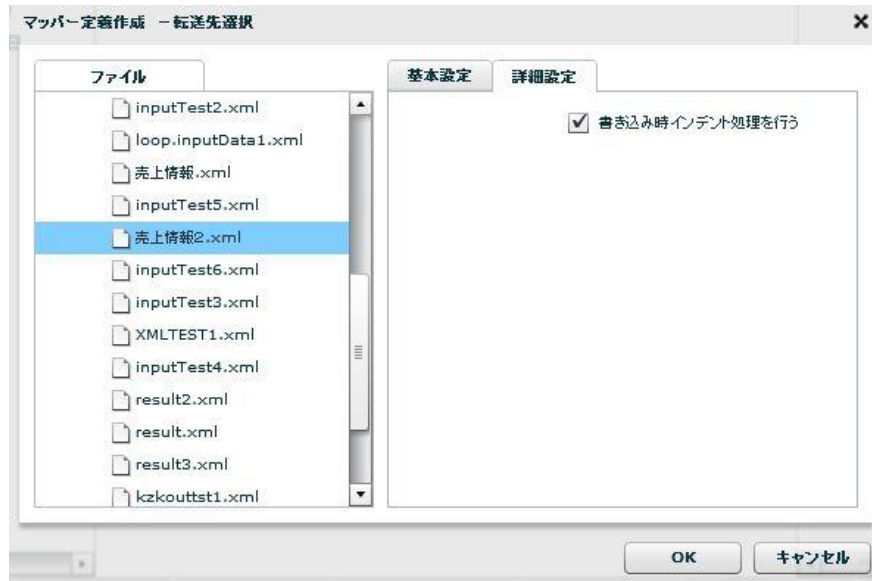 マッパー定義作成 －転送先選択
ファイル
inputTest2.xml
loop.inputData1.xml
売上情報.xml
inputTest5.xml
売上情報2.xml
inputTest6.xml
inputTest3.xml
XMLTEST1.xml
inputTest4.xml
result2.xml
result.xml
result3.xml
kzkouttst1.xml
基本設定
詳細設定
書き込み時インデント処理を行う
OK
キャンセル